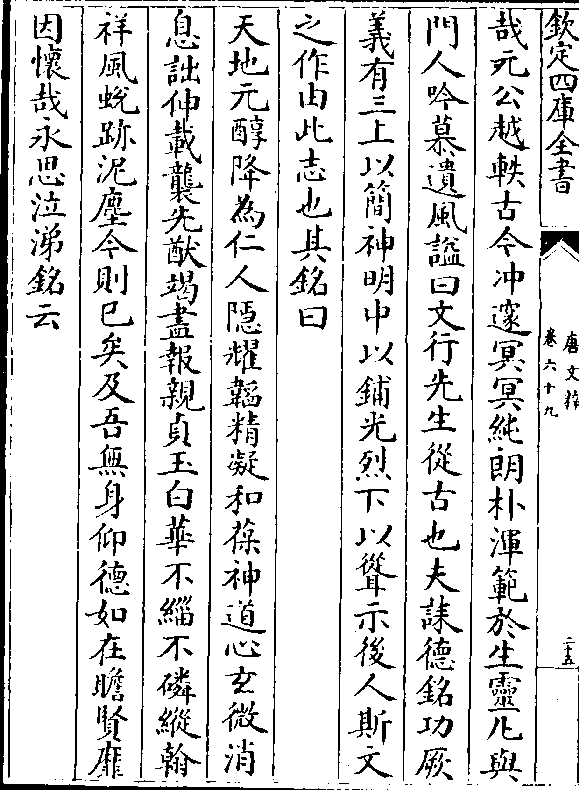 欽定四庫全書
唐文粹
卷六十九
二十五
哉元公越軼古今冲邃冥冥純朗朴渾範於生靈凡與
門人吟慕遺風諡曰文行先生從古也夫誄德銘功厥
義有三上以簡神明中以鋪光烈下以聳示後人斯文
之作由此志也其銘曰
天地元醇降為仁人隱耀韜精凝和葆神道心玄微消
息詘伸載襲先猷竭盡報親貞玉白華不緇不磷縱翰
祥風蛻跡泥塵今則已矣及吾無身仰德如在瞻賢靡
因懷哉永思泣涕銘云